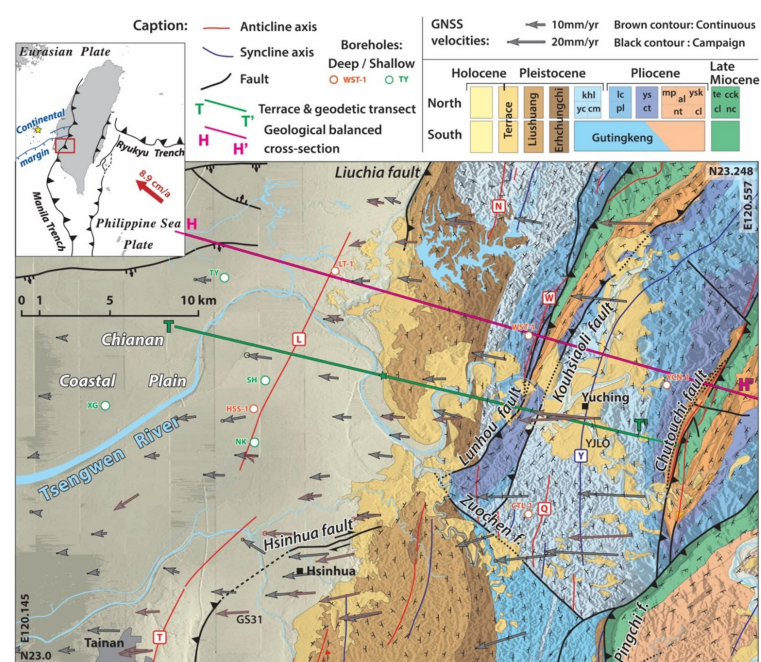 Caption:
Anticline axis
Syncline axis
Fault
Boreholes:
Deep / Shallow
WST-1
TY
T
T'
Terrace & geodetic transect
H
H'
Geological balanced
cross-section
GNSS
velocities:
10mm/yr
20mm/yr
Brown contour: Continuous
Black contour : Campaign
Holocene
Pleistocene
Pliocene
Late
Miocene
North
South
Terrace
Liushuang
Erhchungchi
khl
yc cm
lc
pl
ys
ct
mp
ysk
al
nt
cl
te cck
cl nc
Gutingkeng
Eurasian Plate
Continental
margin
Ryukyu Trench
8.9 cm/a
Manila Trench
Philippine Sea
Plate
N23.248
E120.557
Liuchia fault
N
H
LT-1
TY
0 1 5 10 km
W
T
Chianan
L
WST-1
Kouhsiaoli fault
Coastal Plain
SH
H'
XG
HSS-1
Yuching
Lunhou fault
Chutouchi fault
Tsengwen River
NK
T'
YJLO
Y
Zuochen f.
Q
Hsinhua fault
Hsinhua
E120.145
GS31
Pingchi f.
T
Tainan
N23.0